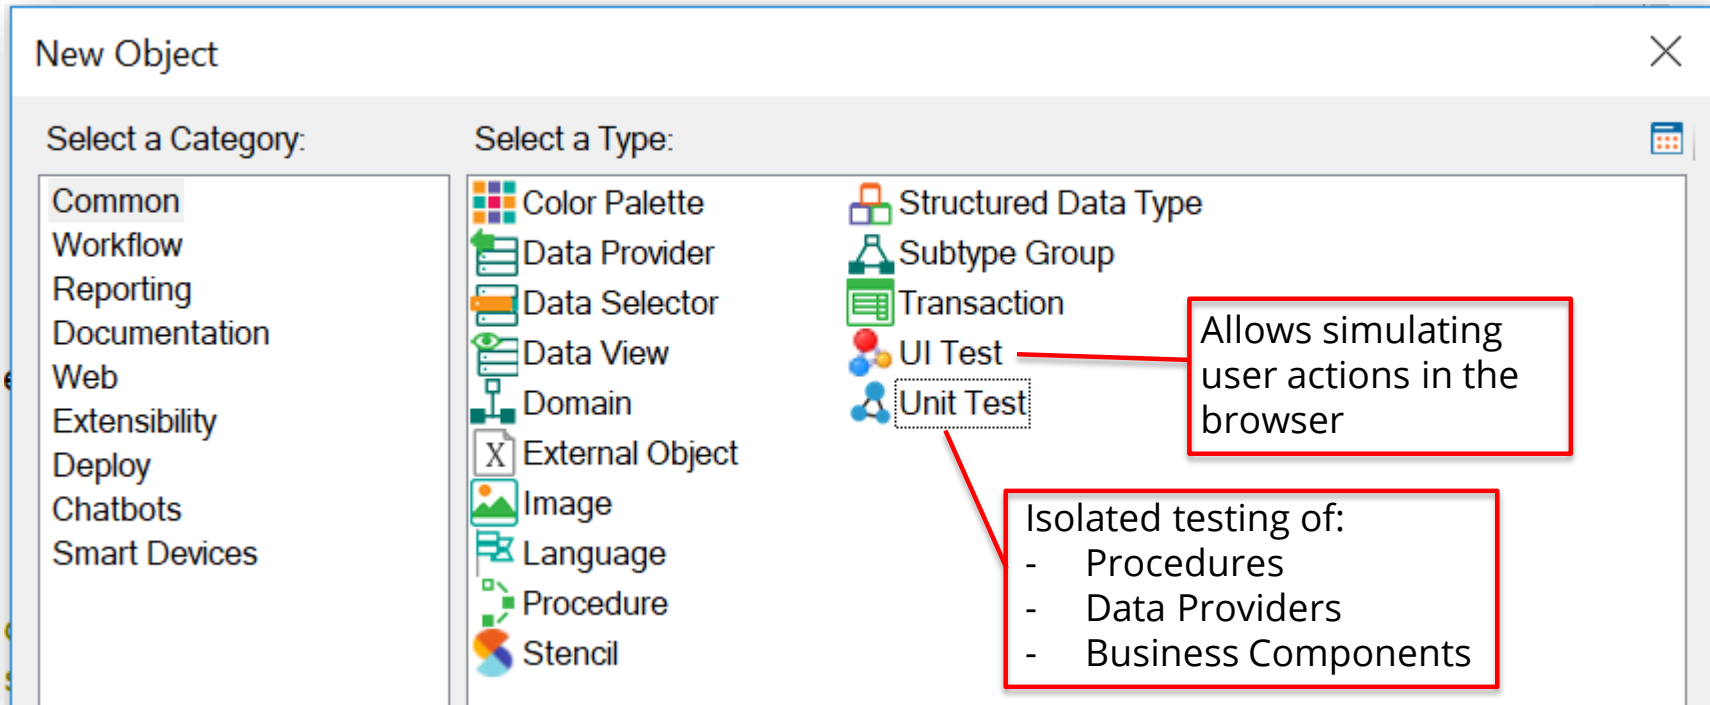 New Object
Select a Category:
Select a Type:
Common
Workflow
Reporting
Documentation
Web
Extensibility
Deploy
Chatbots
Smart Devices
Color Palette
Data Provider
Data Selector
Data View
Domain
External Object
Image
Language
Procedure
Stencil
Structured Data Type
Subtype Group
Transaction
UI Test
Unit Test
Allows simulating
user actions in the
browser
Isolated testing of:
- Procedures
- Data Providers
- Business Components